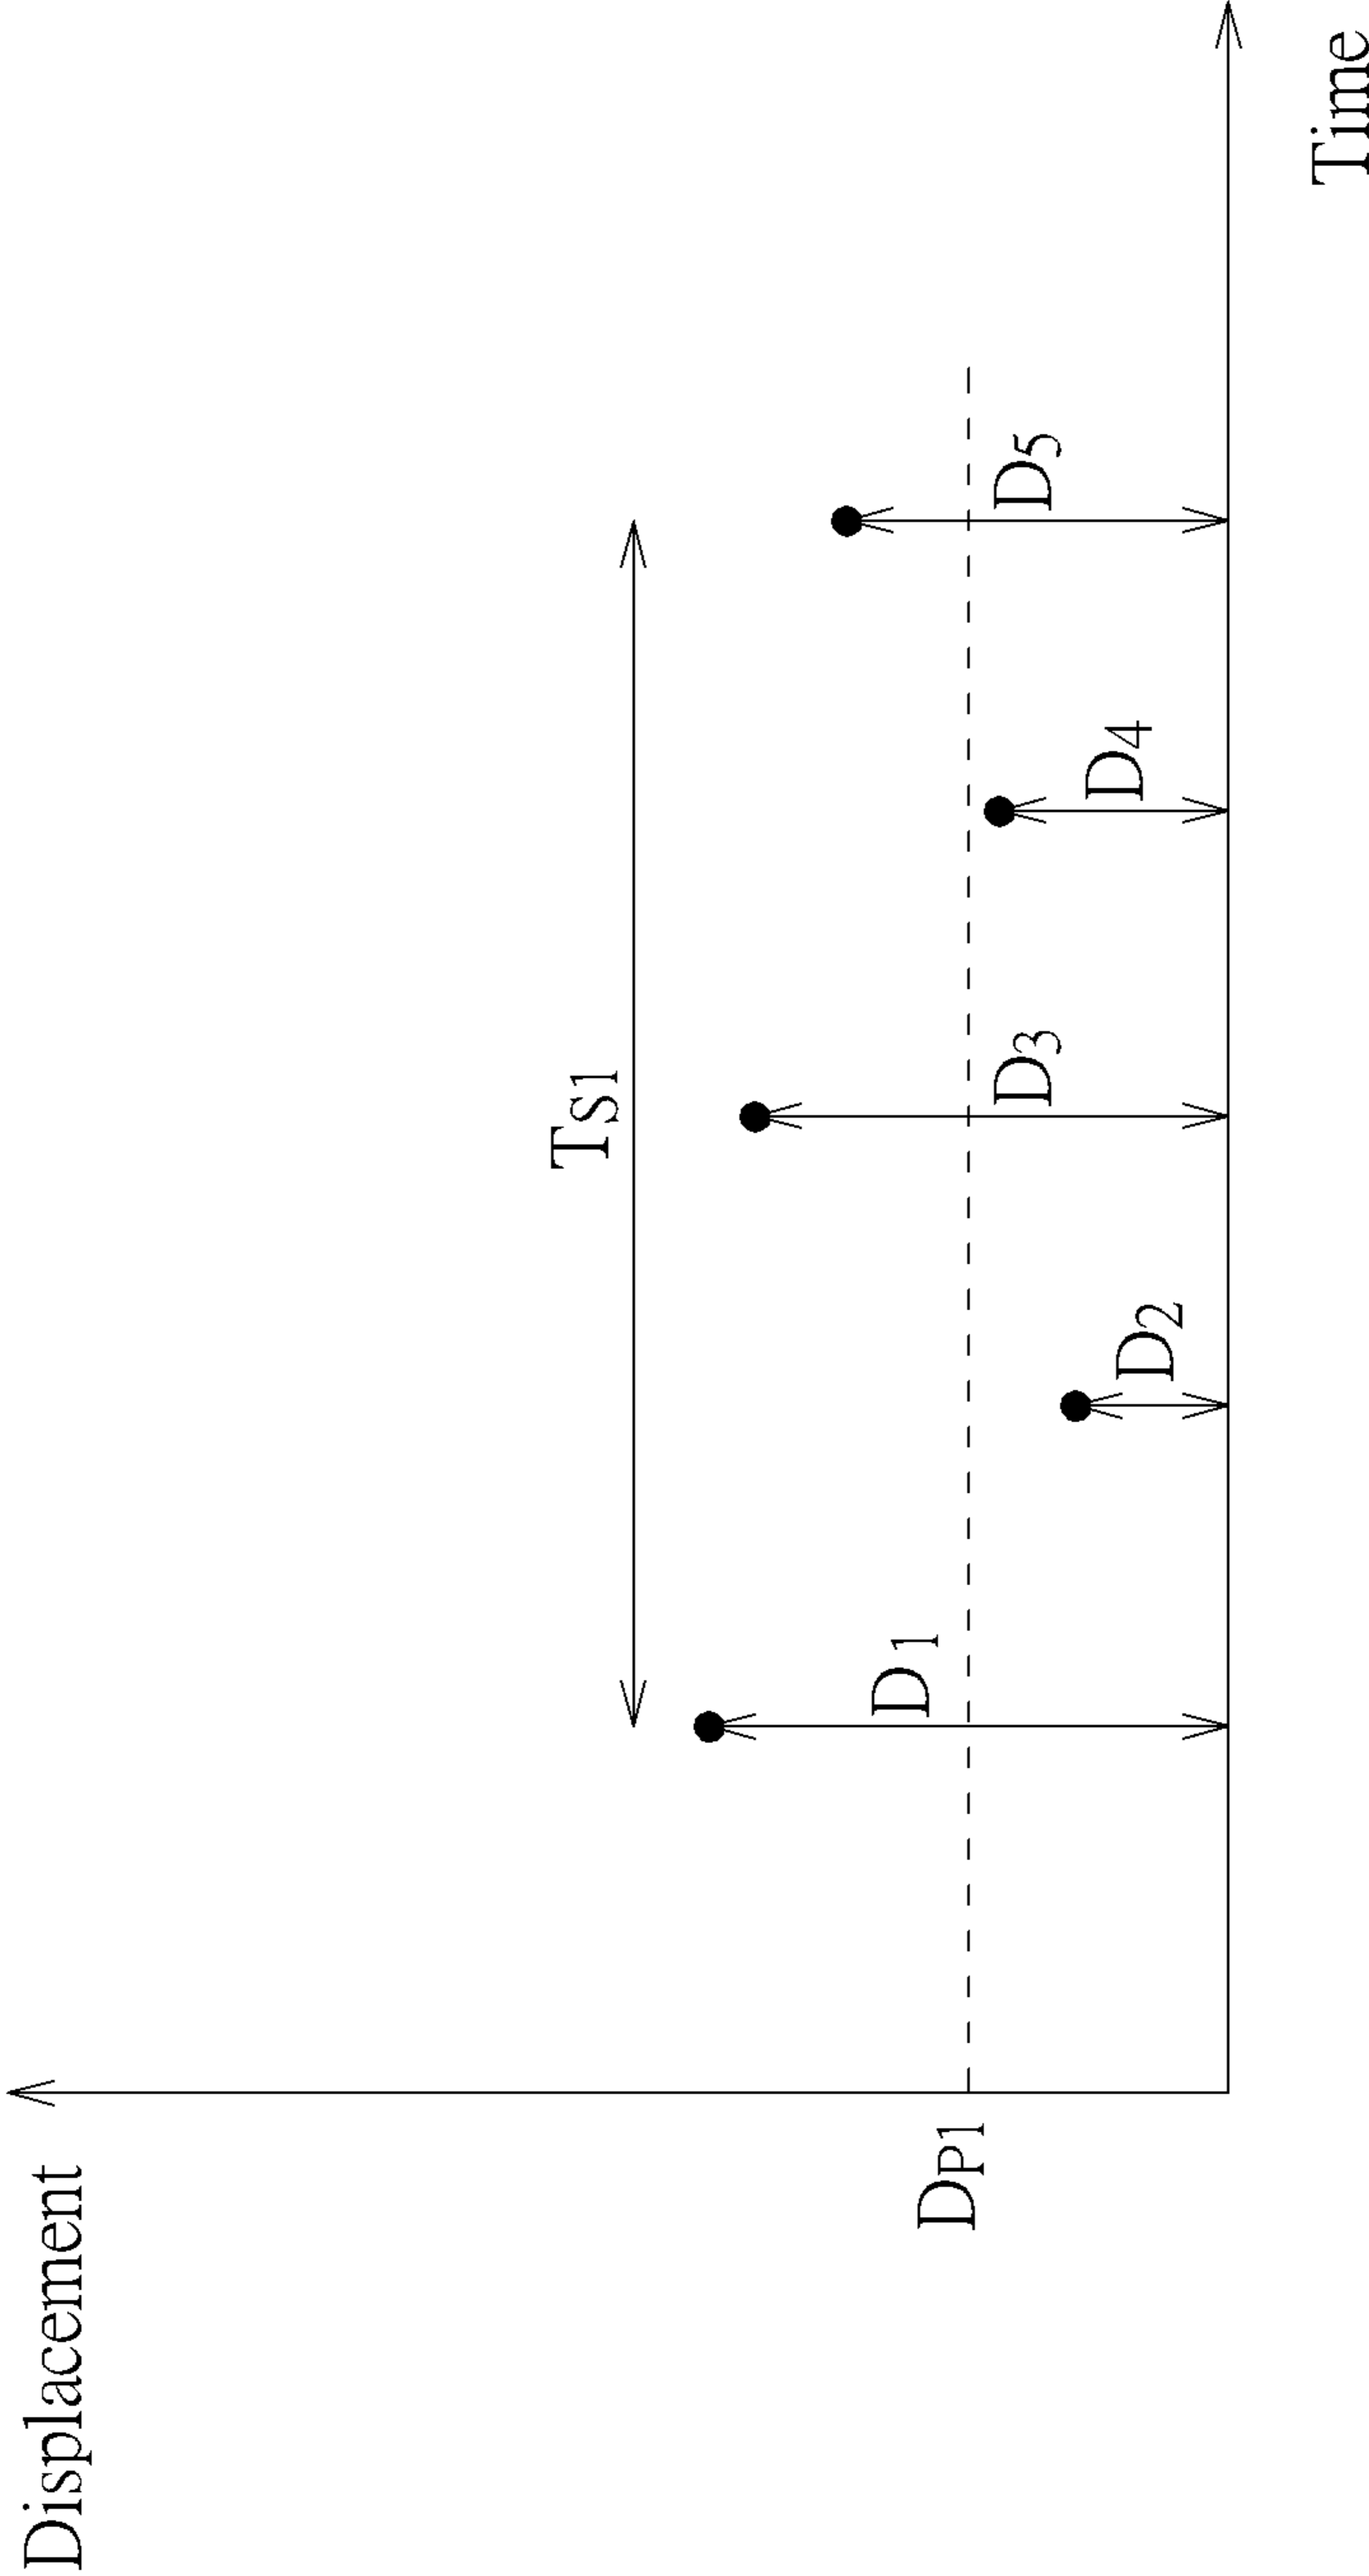 Displacement
TS1
D1
D3
D5
DP1
D2
D4
Time